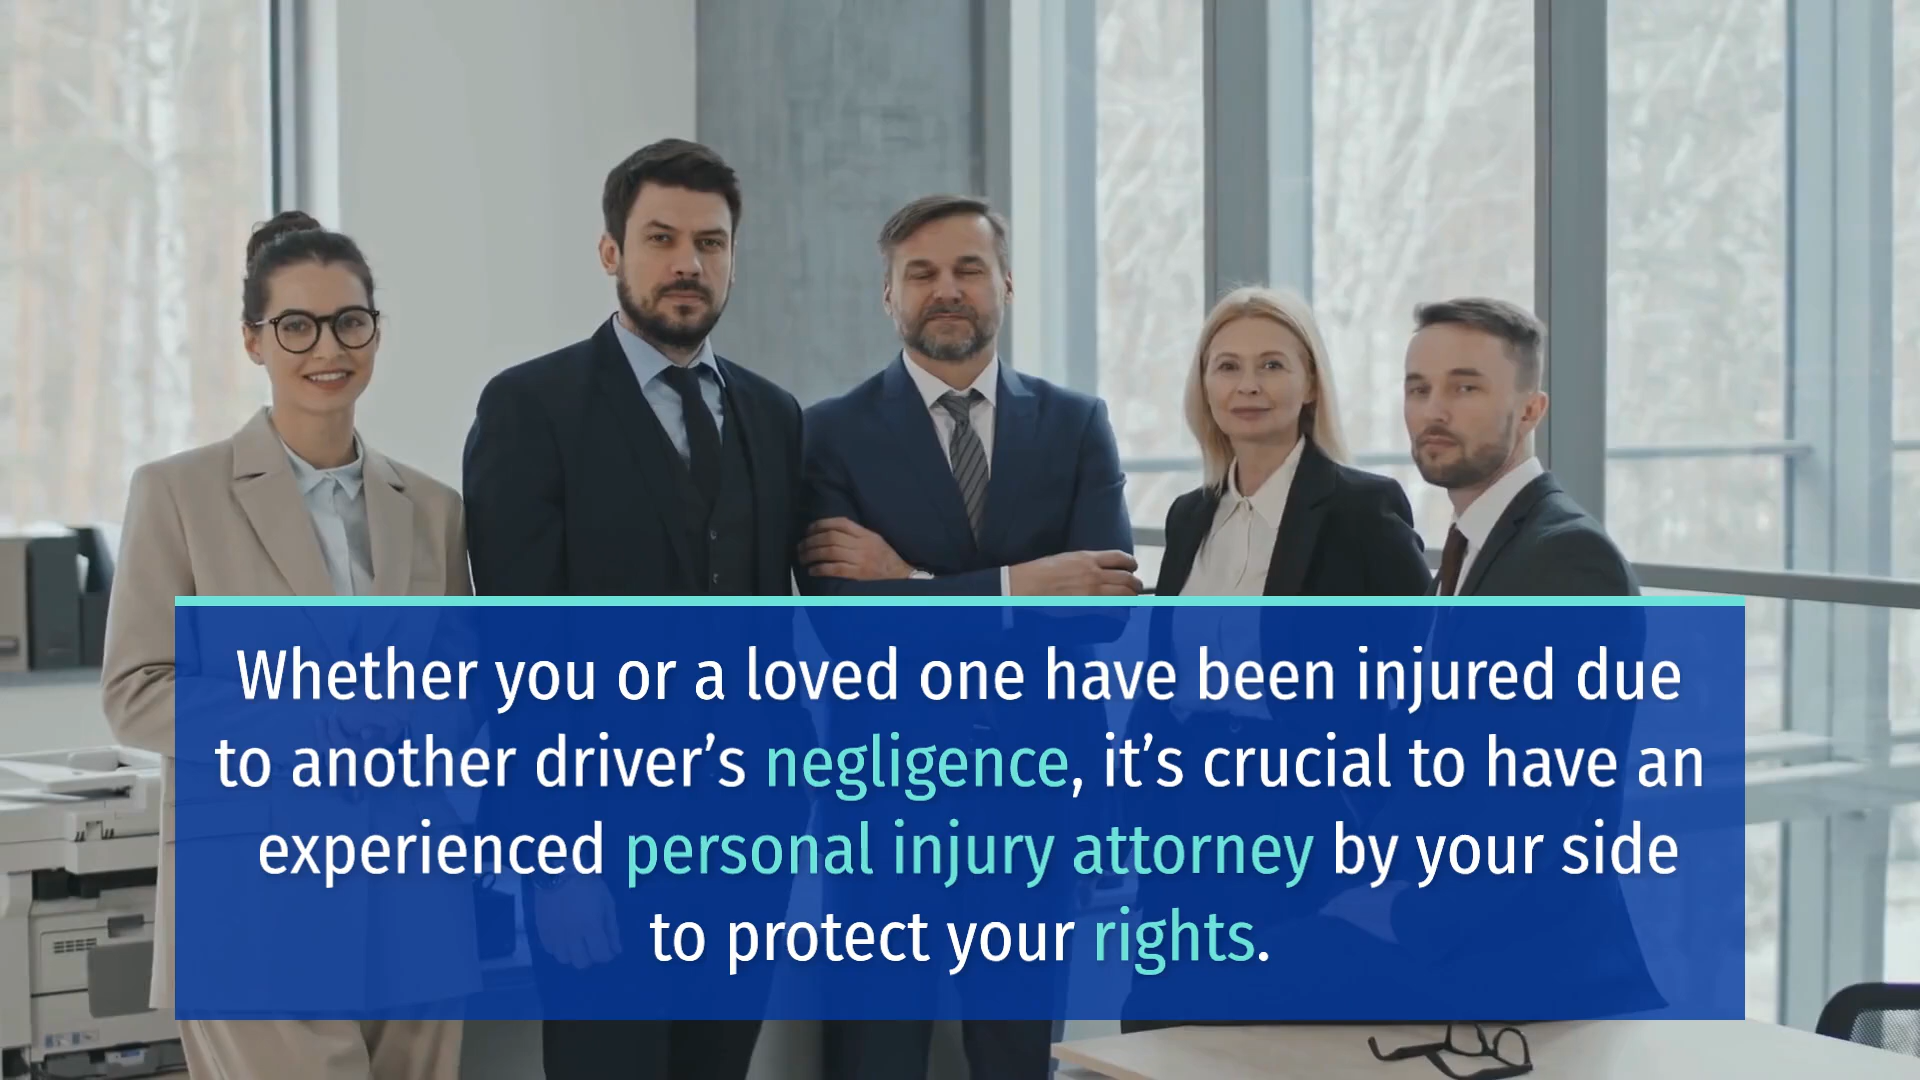 Whether you or a loved one have been injured due
to another driver’s negligence, it’s crucial to have an
experienced personal injury attorney by your side
to protect your rights.